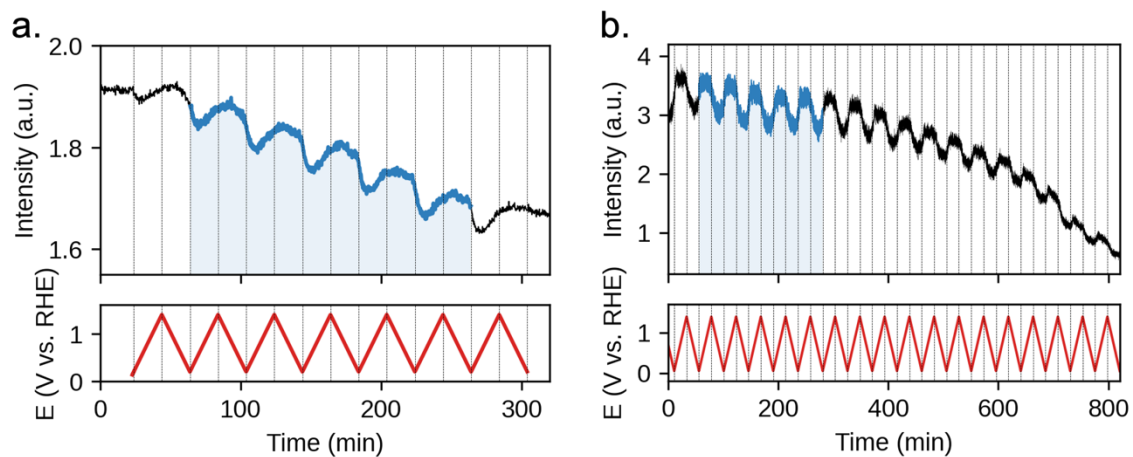 a.
2.0
1.8
1.6
Intensity (a.u.)
1
0
E (V vs. RHE)
0
100
200
300
Time (min)
b.
4
3
2
1
Intensity (a.u.)
1
0
E (V vs. RHE)
0
200
400
600
800
Time (min)